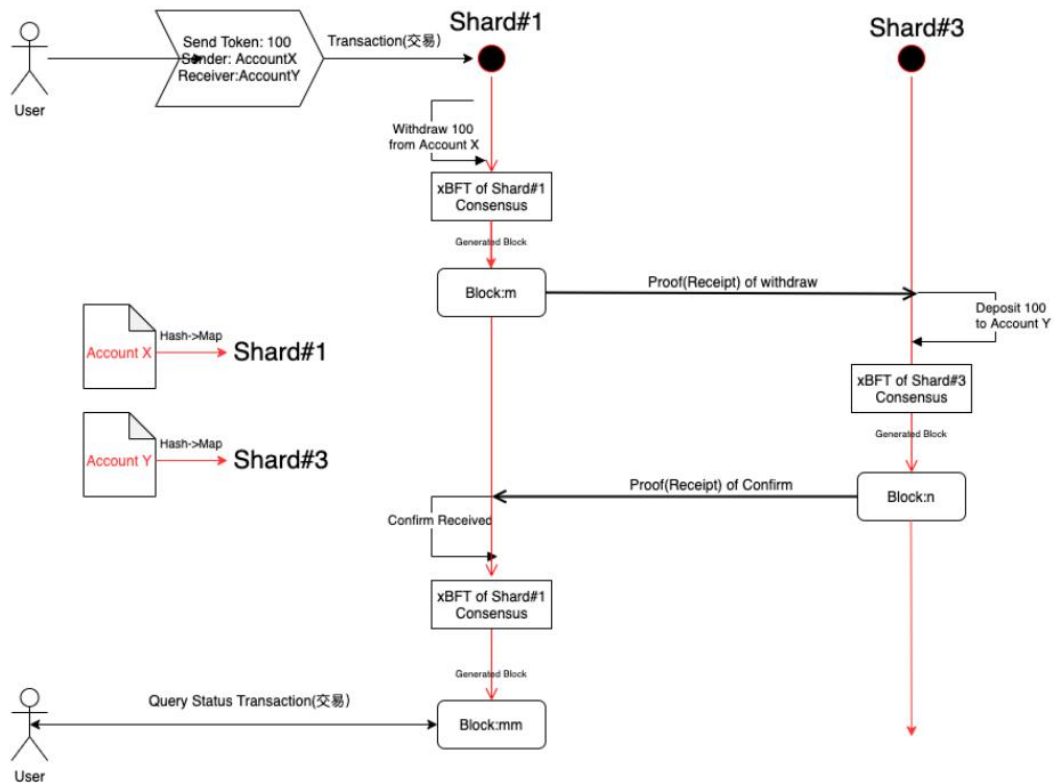 Shard#1
Shard#3
Send Token: 100
Sender: AccountX
Receiver:AccountY
Transaction(交易)
User
Withdraw 100
from Account X
xBFT of Shard#1
Consensus
Generated Block
Block:m
Proof(Receipt) of withdraw
Deposit 100
to Account Y
Account X
Hash->Map
Shard#1
xBFT of Shard#3
Consensus
Generated Block
Account Y
Hash->Map
Shard#3
Proof(Receipt) of Confirm
Block:n
Confirm Received
xBFT of Shard#1
Consensus
Generated Block
Query Status Transaction(交易)
Block:mm
User